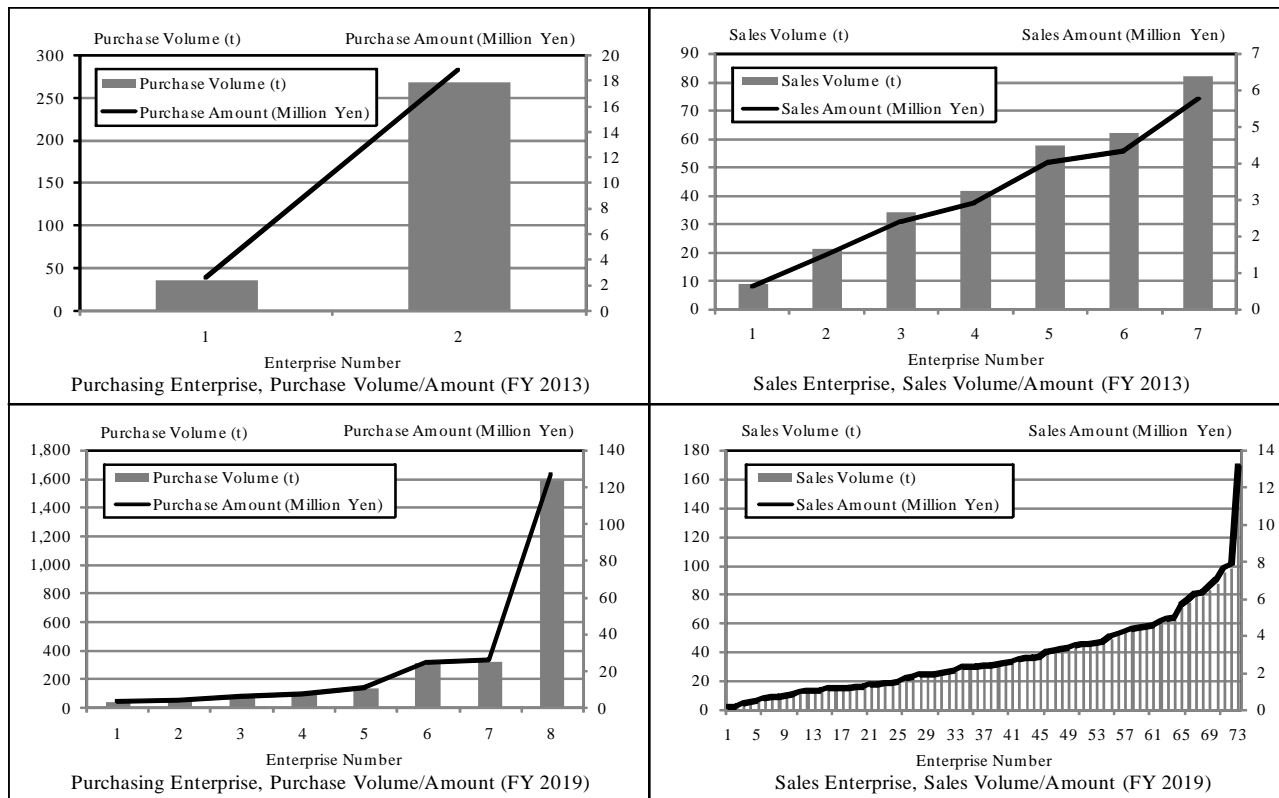 Purchase Volume (t) Purchase Amount (Million Yen)
300 20
Purchase Volume (t)
Purchase Amount (Million Yen)
18
250
16
200
14
12
150
10
8
100
6
50
4
2
0 0
1 2
Enterprise Number
Purchasing Enterprise, Purchase Volume/Amount (FY 2013)
Sales Volume (t) Sales Amount (Million Yen)
90 7
Sales Volume (t)
Sales Amount (Million Yen)
80
6
70
5
60
50
4
40
3
30
2
20
1
10
0 0
1 2 3 4 5 6 7
Enterprise Number
Sales Enterprise, Sales Volume/Amount (FY 2013)
Purchase Volume (t) Purchase Amount (Million Yen)
1,800 140
Purchase Volume (t)
Purchase Amount (Million Yen)
1,600
120
1,400
100
1,200
1,000
80
800
60
600
40
400
20
200
0 0
1 2 3 4 5 6 7 8
Enterprise Number
Purchasing Enterprise, Purchase Volume/Amount (FY 2019)
Sales Volume (t) Sales Amount (Million Yen)
180 14
Sales Volume (t)
Sales Amount (Million Yen)
160
12
140
10
120
100
8
80
6
60
4
40
2
20
0 0
1 5 9 13 17 21 25 29 33 37 41 45 49 53 57 61 65 69 73
Enterprise Number
Sales Enterprise, Sales Volume/Amount (FY 2019)